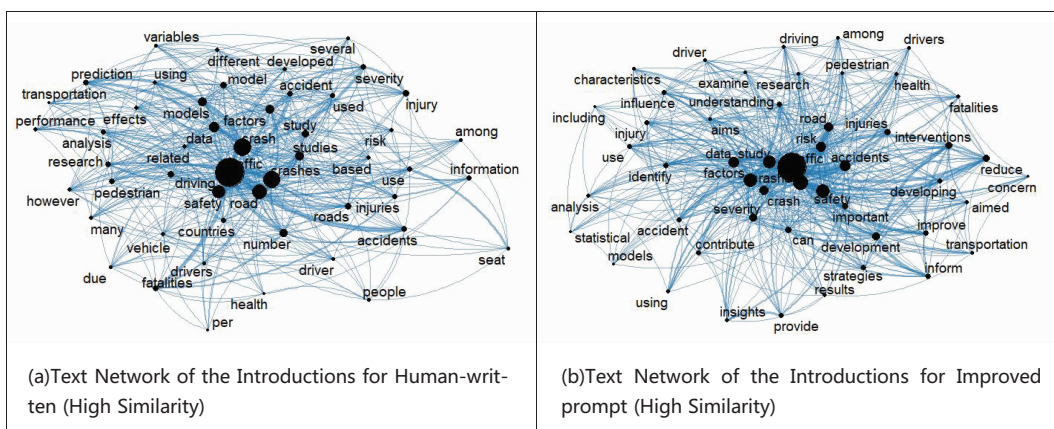 variables
several
different developed
using
model
accident
severity
prediction
transportation
models
factors
used
injury
performance
effects
data
crash
study
risk
among
analysis
related
studies
research
based
information
driving
crashes
use
pedestrian
safety
road
roads
injuries
however
many
countries
number
accidents
vehicle
driver
seat
due
drivers
fatalities
health
people
per
driving
among
drivers
driver
pedestrian
characteristics
examine
research
health
influence
understanding
fatalities
including
road
injuries
injury
aims
risk
interventions
use
data
study
accidents
reduce
identify
factors
developing
concern
crash
safety
aimed
analysis
severity
important
improve
statistical
accident
can
development
transportation
models
contribute
strategies
inform
using
results
insights
provide
(a)Text Network of the Introductions for Human-writ-
ten (High Similarity)
(b)Text Network of the Introductions for Improved
prompt (High Similarity)